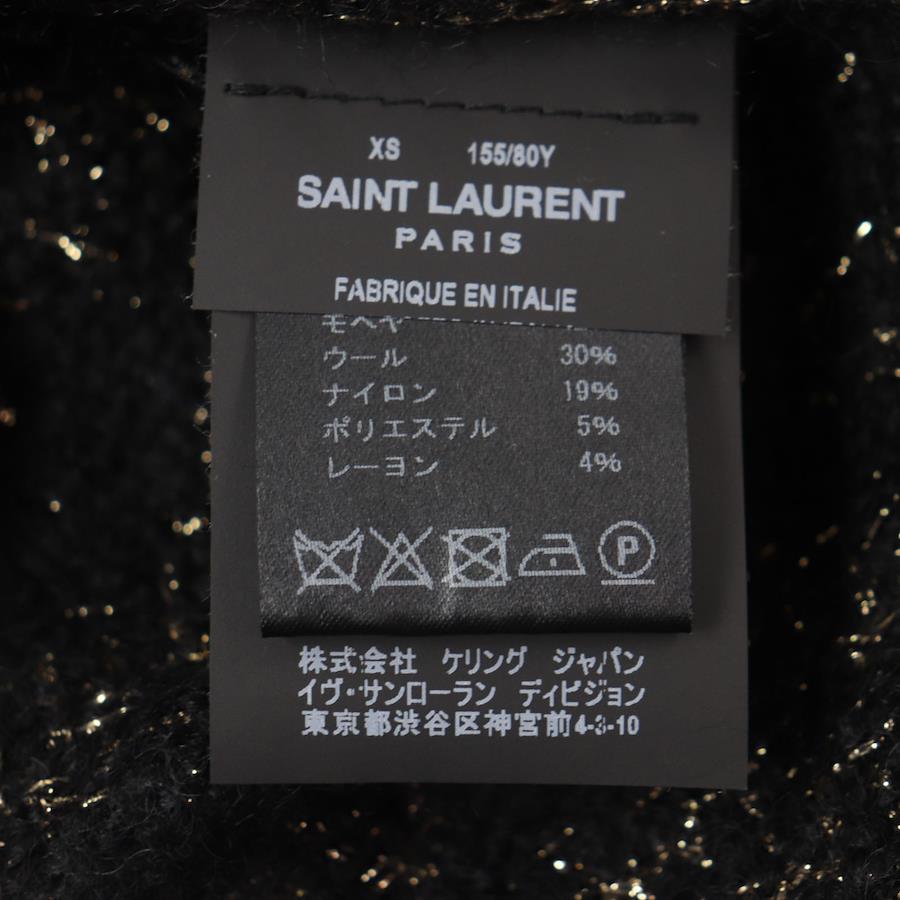 XS 155/80Y
SAINT LAURENT
PARIS
FABRIQUE EN ITALIE
モヘヤ
ウール 30%
ナイロン 19%
ポリエステル 5%
レーヨン 4%
P
株式会社 ケリング ジャパン
イヴ・サンローラン ディビジョン
東京都渋谷区神宮前4-3-10